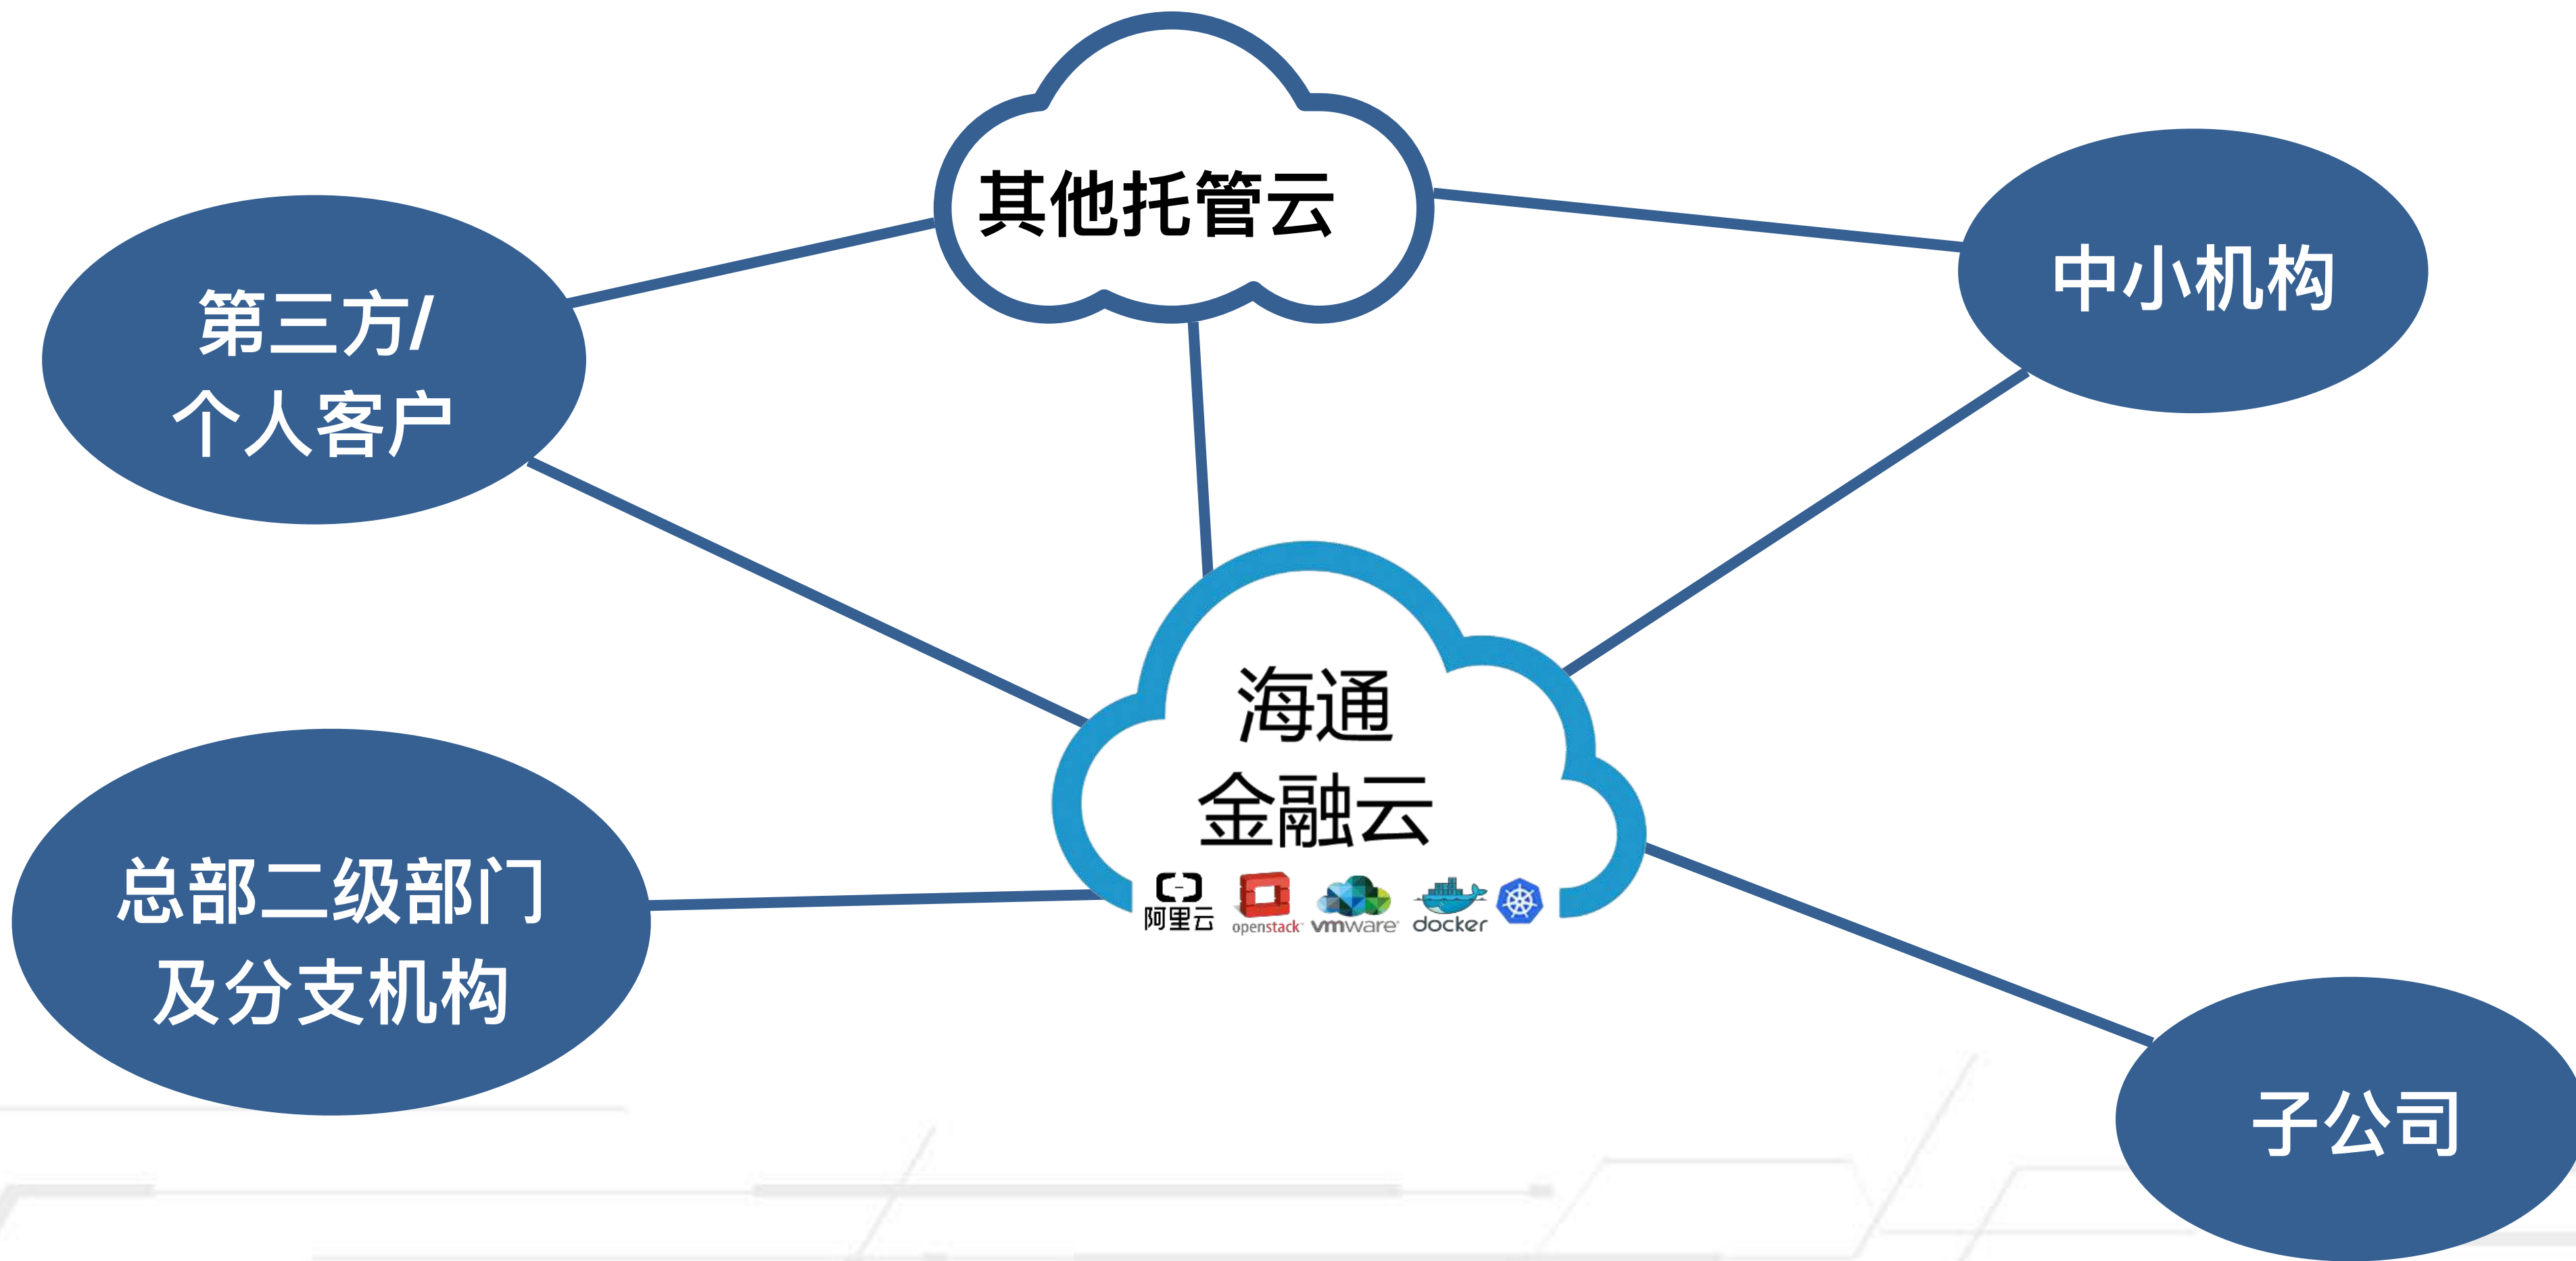 其他托管云
中小机构
第三方/
个人客户
海通
金融云
阿里云
openstack
vmware
docker
总部二级部门
及分支机构
子公司